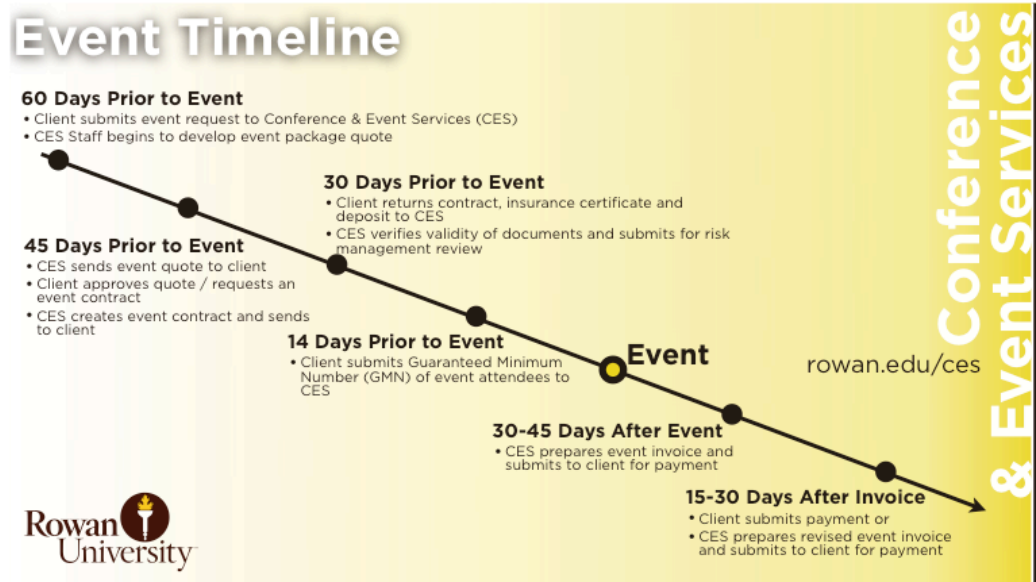 Event Timeline
60 Days Prior to Event
• Client submits event request to Conference & Event Services (CES)
• CES Staff begins to develop event package quote
30 Days Prior to Event
• Client returns contract, insurance certificate and
deposit to CES
• CES verifies validity of documents and submits for risk
management review
45 Days Prior to Event
• CES sends event quote to client
• Client approves quote / requests an
event contract
• CES creates event contract and sends
to client
14 Days Prior to Event
• Client submits Guaranteed Minimum
Number (GMN) of event attendees to
CES
Event
30-45 Days After Event
• CES prepares event invoice and
submits to client for payment
15-30 Days After Invoice
• Client submits payment or
• CES prepares revised event invoice
and submits to client for payment
rowan.edu/ces
Conference
& Event Services
Rowan
University